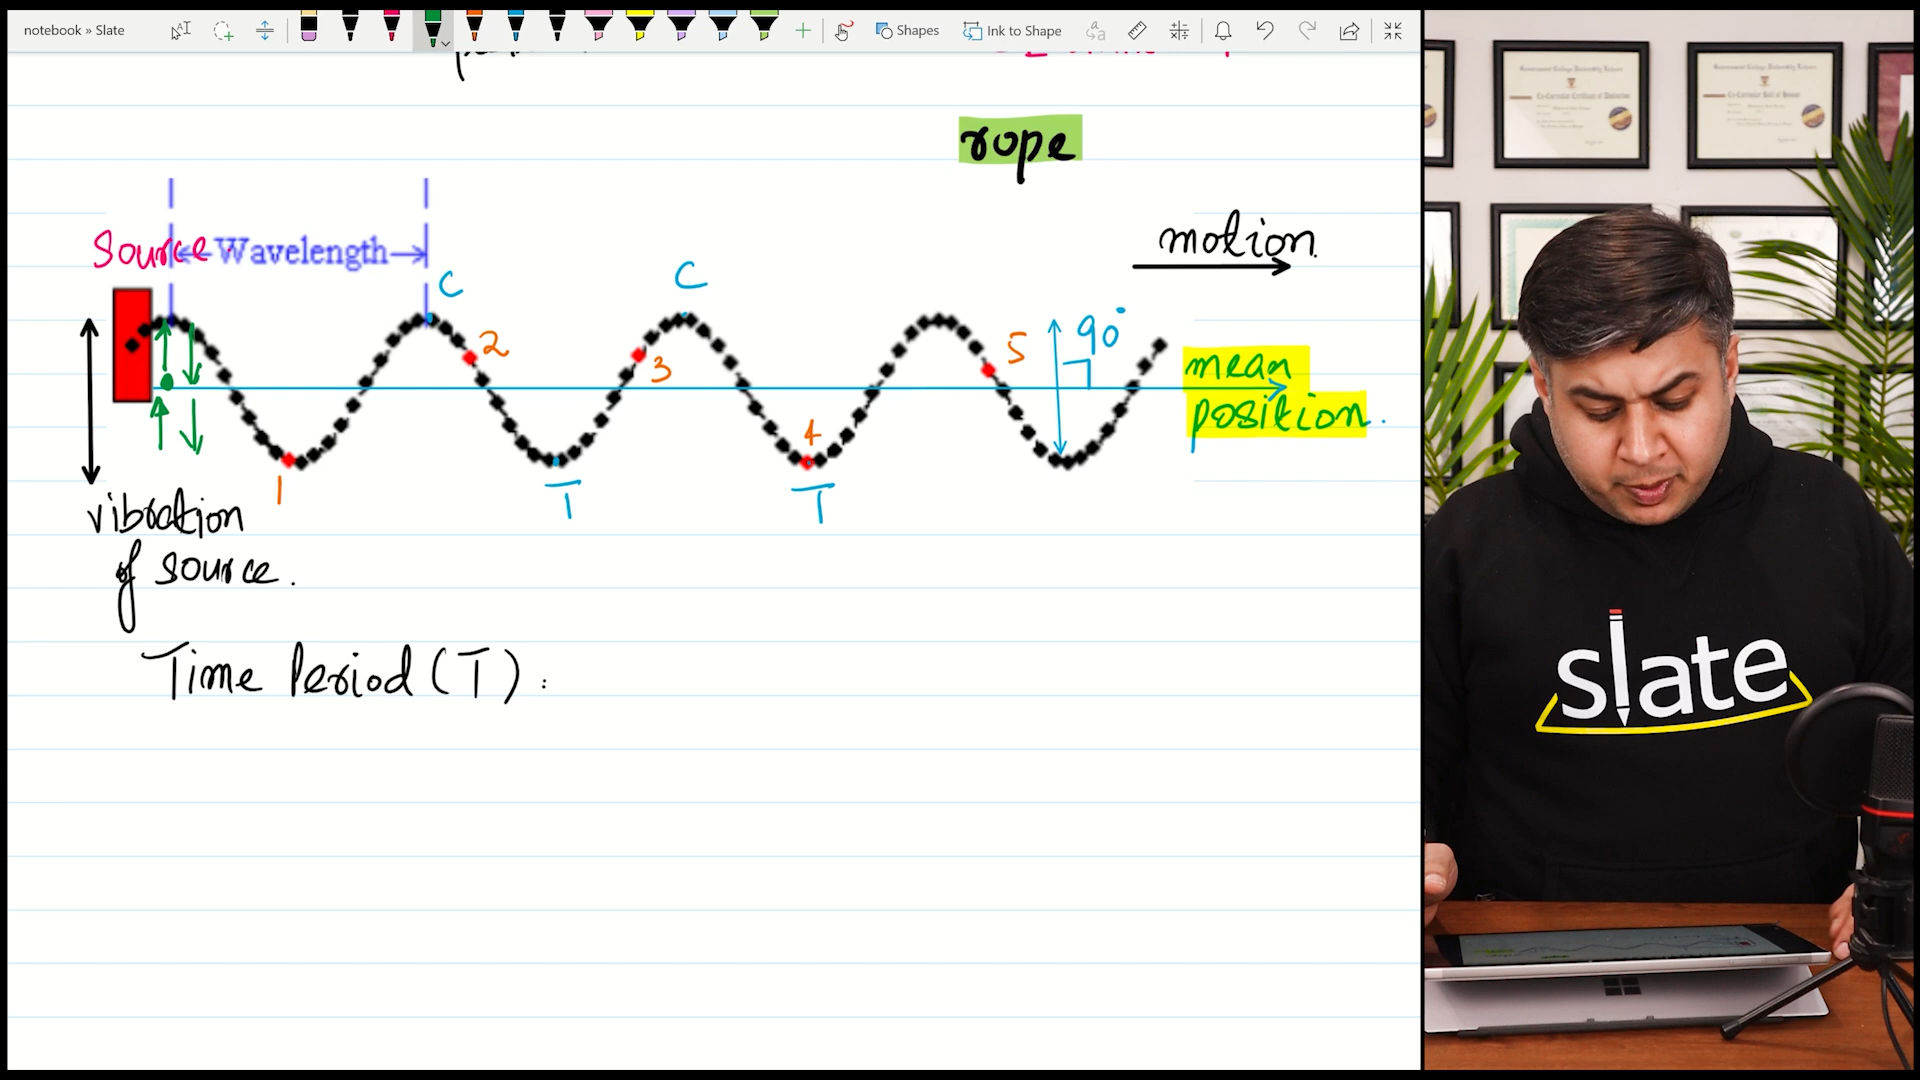 notebook » Slate
Shapes
Ink to Shape
rope
motion.
Source
Wavelength
C
C
2
3
5
90°
mean
position.
4
1
T
T
vibration
of source.
Time Period (T) :
slate